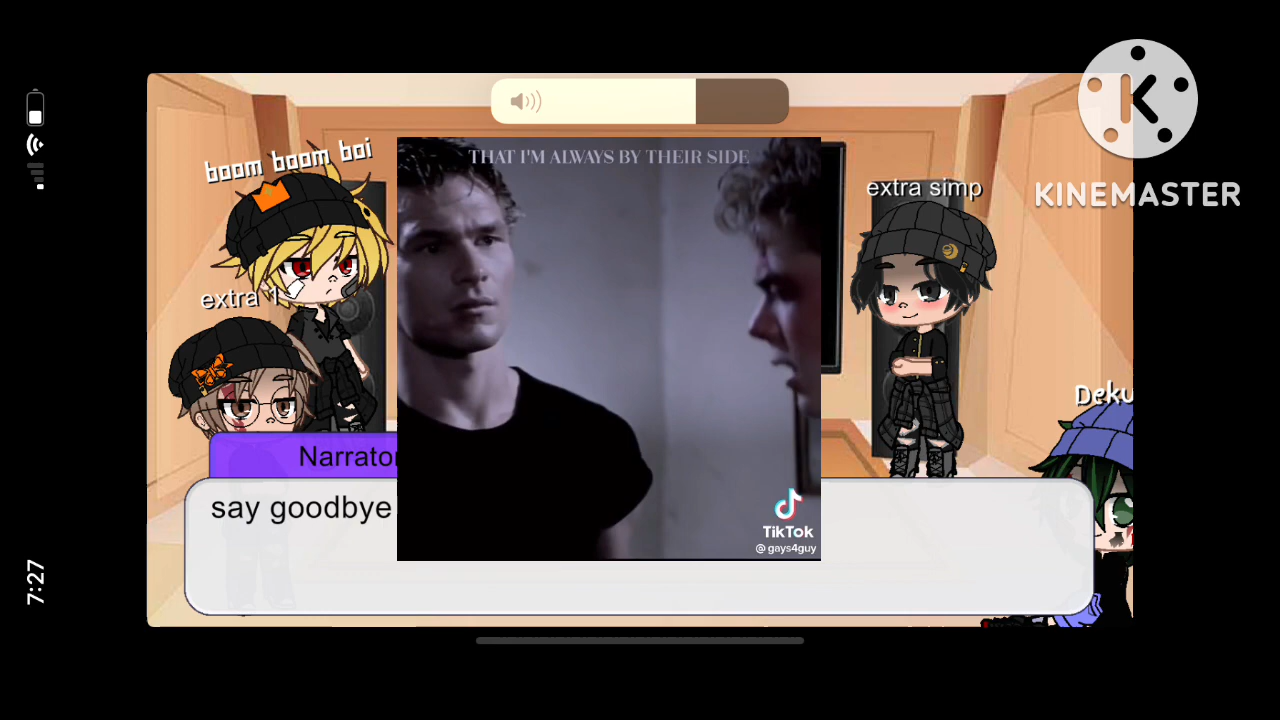 THAT I'M ALWAYS BY THEIR SIDE
KINEMASTER
boom boom boi
extra simp
extra 1
Deku
Narrator
say goodbye
TikTok
@gays4guy
7:27